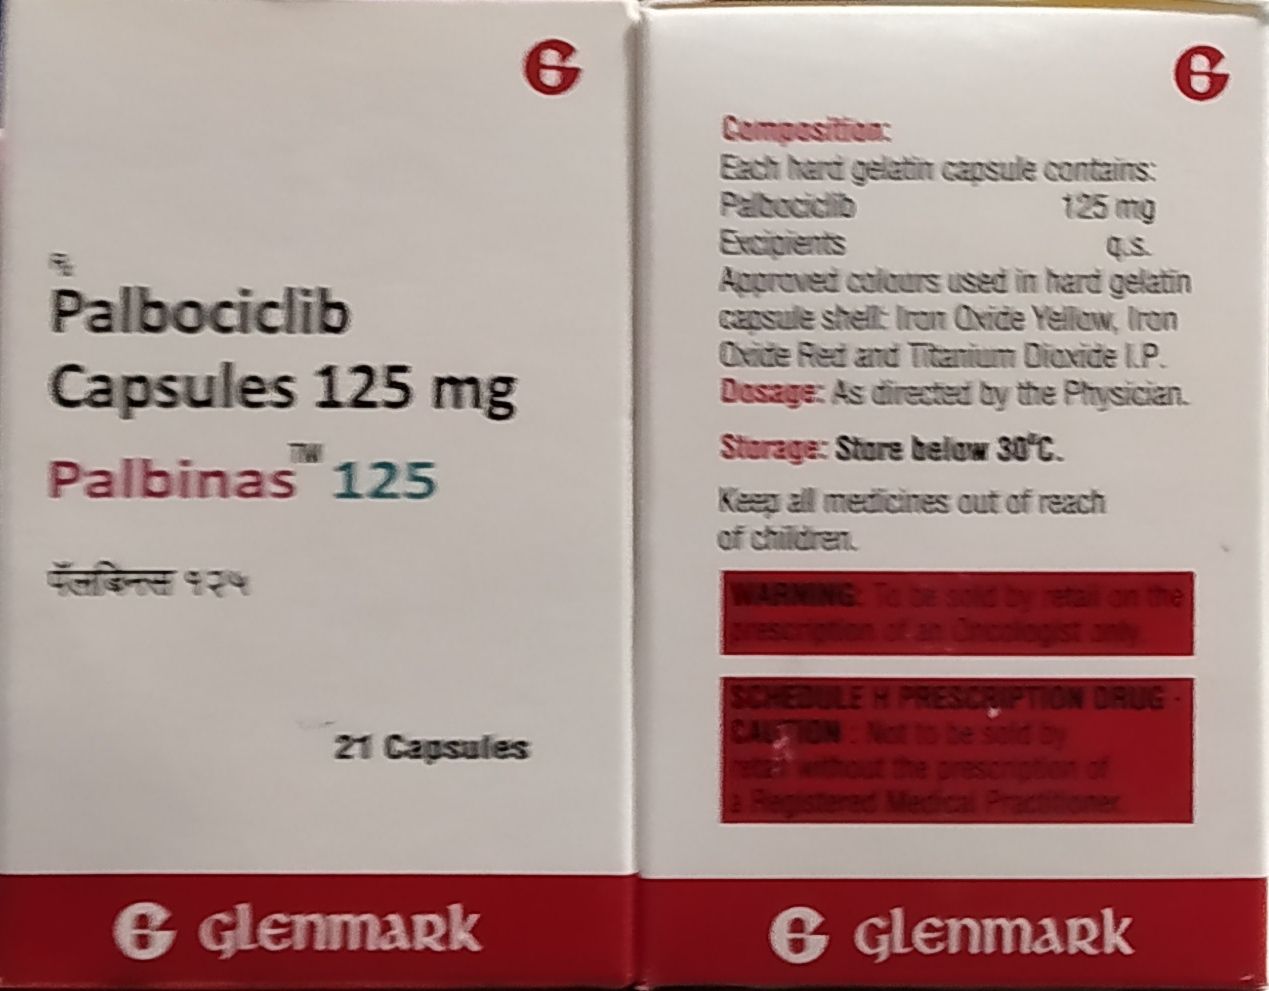 ℞
Palbociclib
Capsules 125 mg
Palbinas™ 125
पॅलबिनस १२५
21 Capsules
G glenmark
Composition:
Each hard gelatin capsule contains:
Palbociclib 125 mg
Excipients q.s.
Approved colours used in hard gelatin
capsule shell: Iron Oxide Yellow, Iron
Oxide Red and Titanium Dioxide I.P.
Dosage: As directed by the Physician.
Storage: Store below 30°C.
Keep all medicines out of reach
of children.
WARNING: To be sold by retail on the
prescription of an Oncologist only
SCHEDULE H PRESCRIPTION DRUG -
CAUTION : Not to be sold by
retail without the prescription of
a Registered Medical Practitioner.
G glenmark